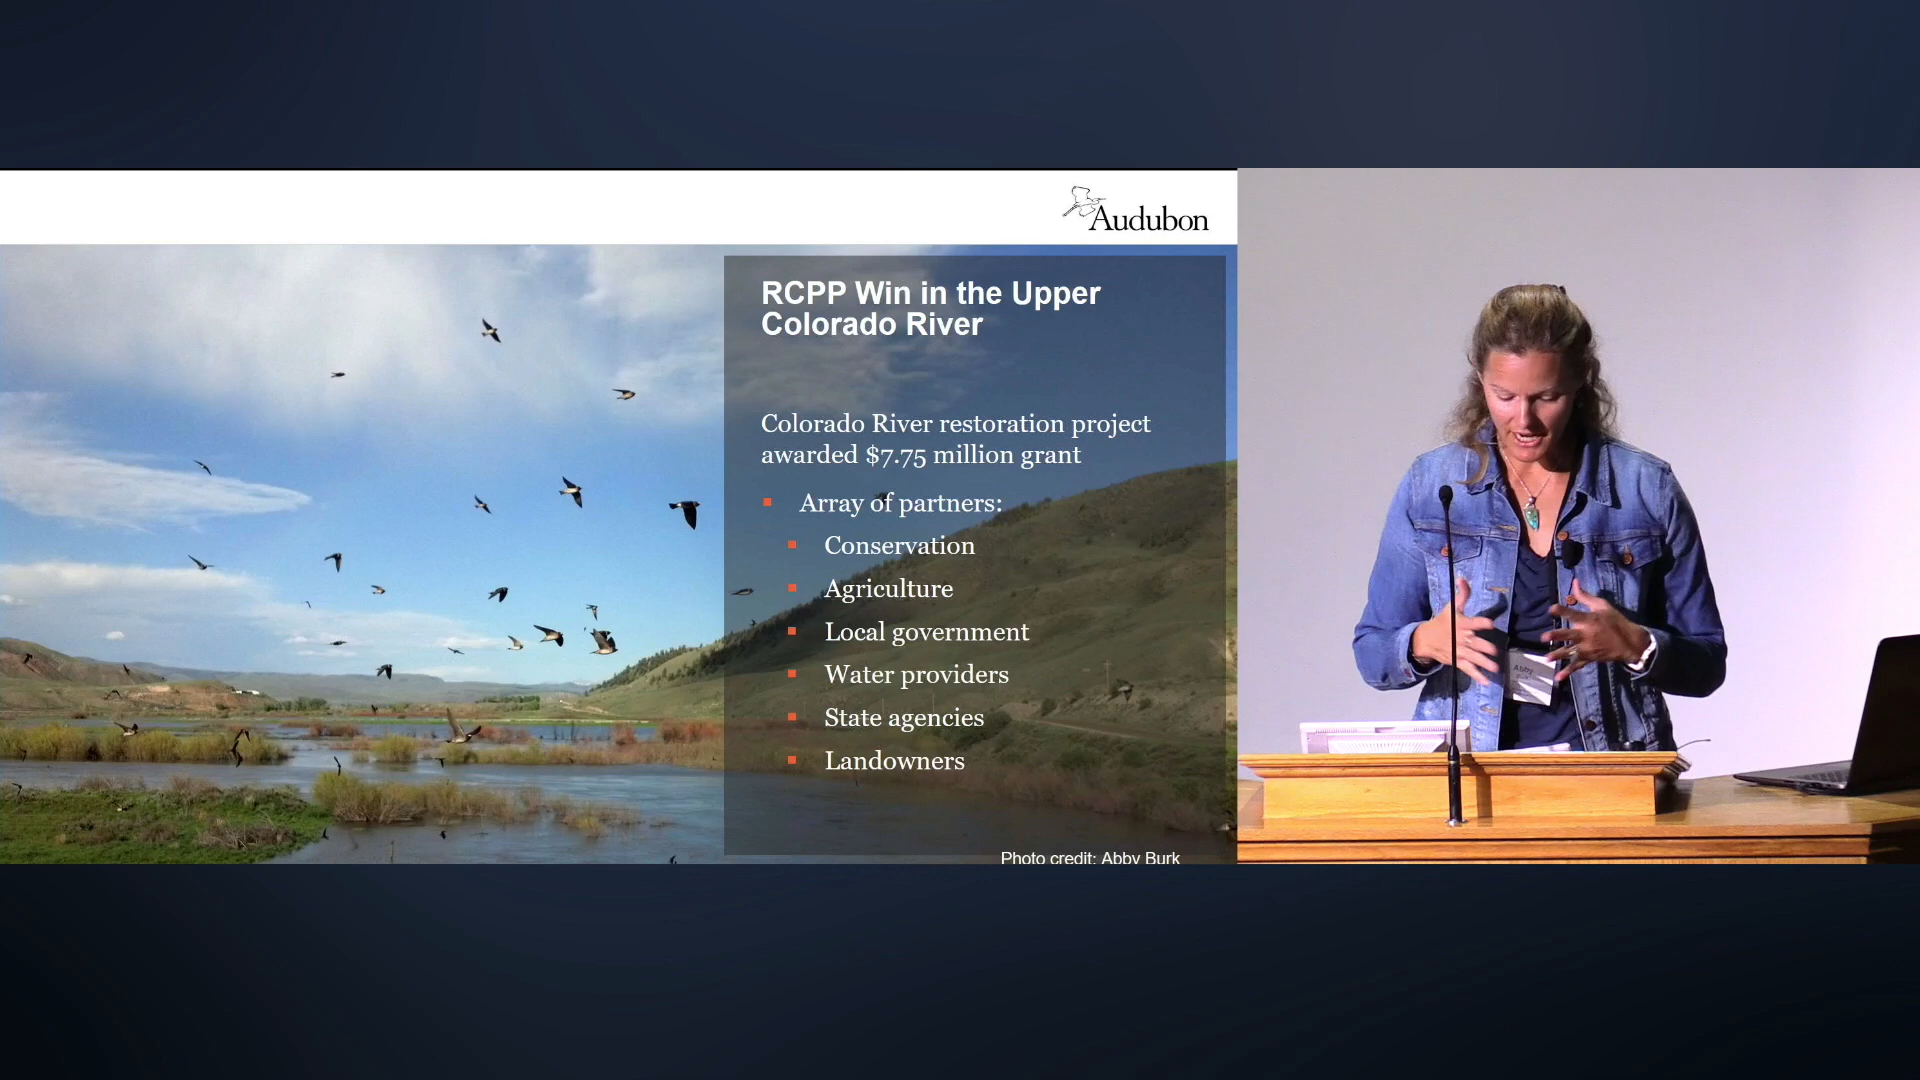 Audubon
RCPP Win in the Upper
Colorado River
Colorado River restoration project
awarded $7.75 million grant
Array of partners:
Conservation
Agriculture
Local government
Water providers
State agencies
Landowners
Photo credit: Abby Burk
Abby